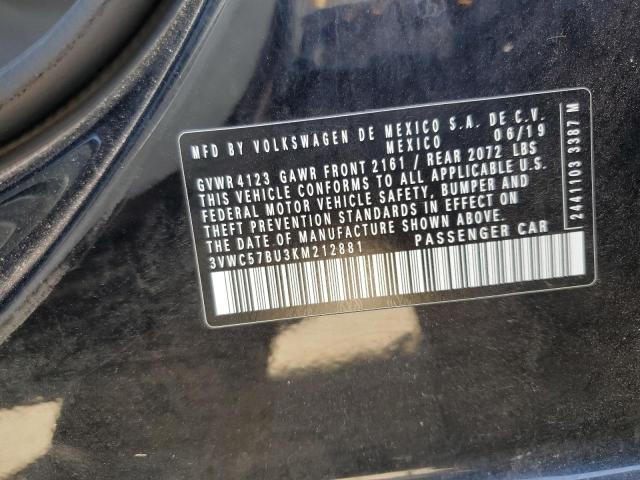 MFD BY VOLKSWAGEN DE MEXICO S.A. DE C.V.
MEXICO 06/19
GVWR 4123 GAWR FRONT 2161 / REAR 2072 LBS
THIS VEHICLE CONFORMS TO ALL APPLICABLE U.S.
FEDERAL MOTOR VEHICLE SAFETY, BUMPER AND
THEFT PREVENTION STANDARDS IN EFFECT ON
THE DATE OF MANUFACTURE SHOWN ABOVE.
3VWC57BU3KM212881 PASSENGER CAR
2441103 3387 M